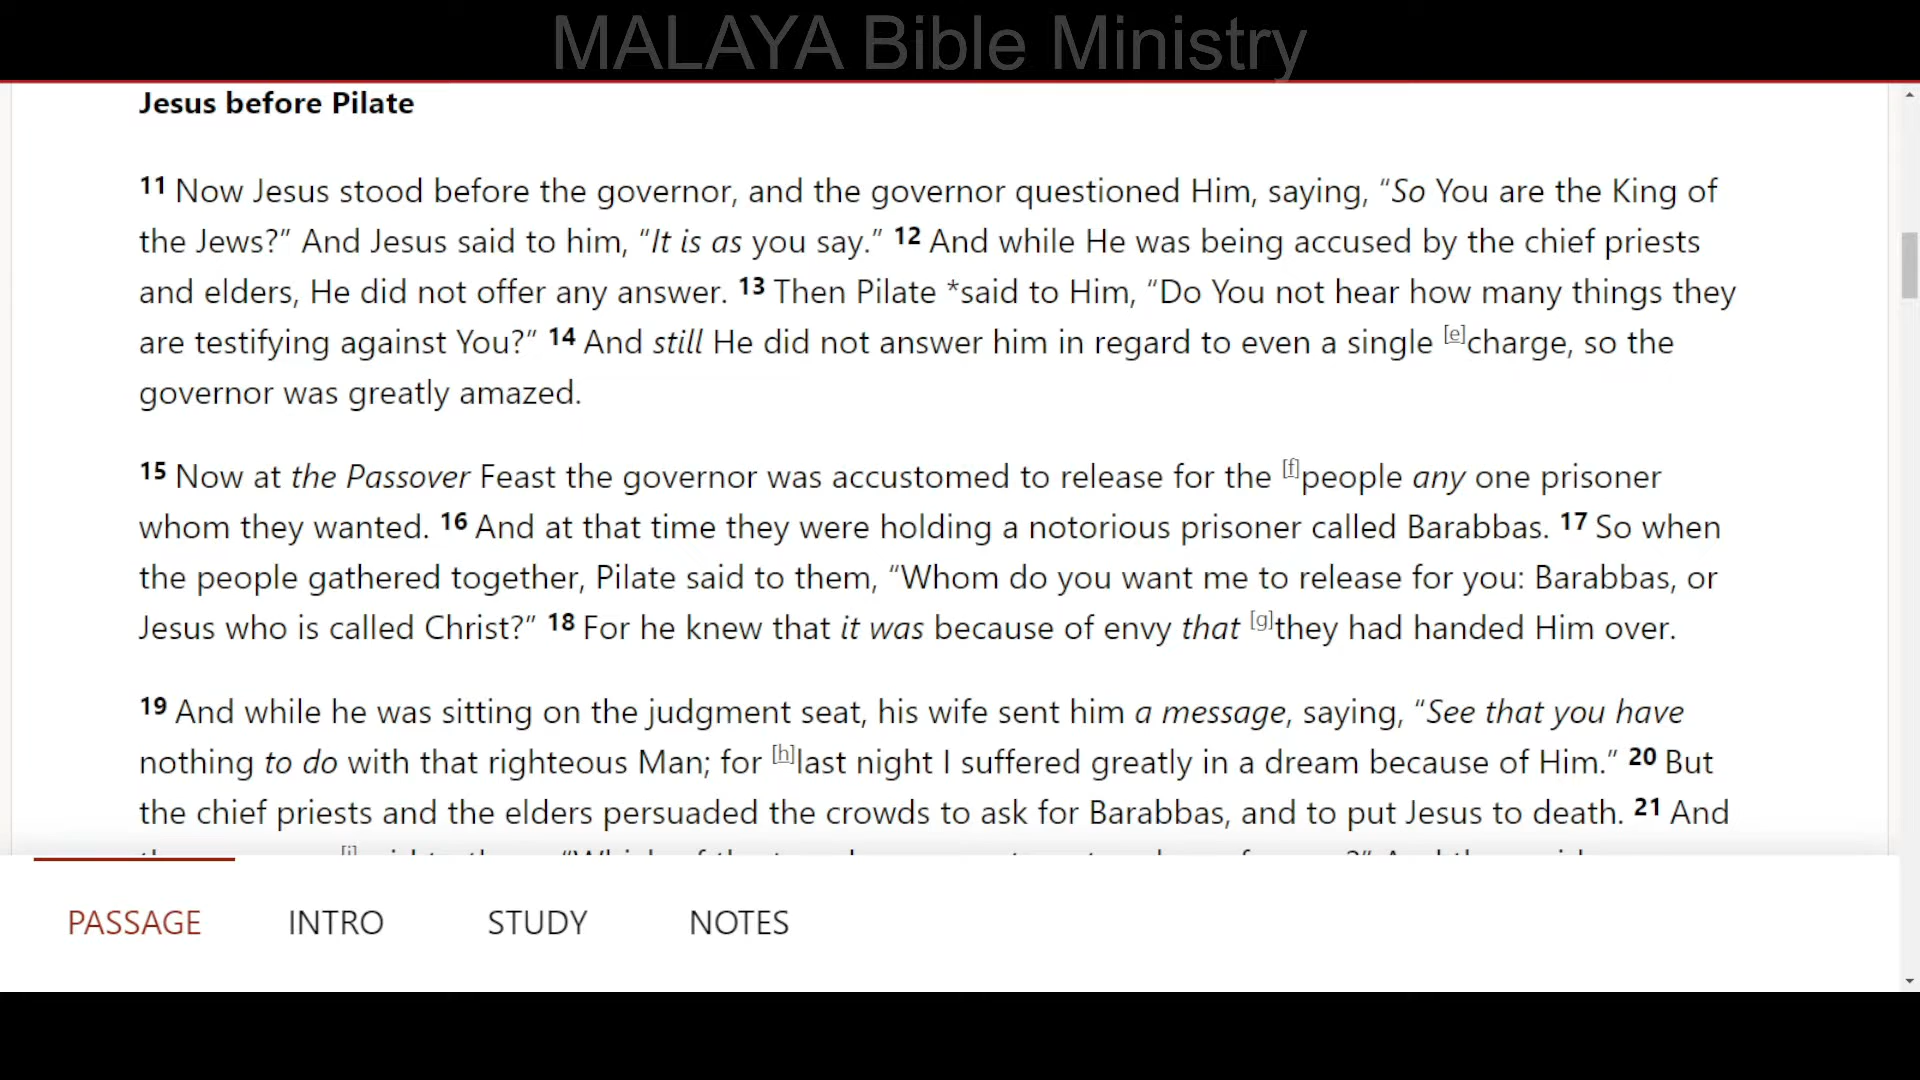 MALAYA Bible Ministry
Jesus before Pilate
11 Now Jesus stood before the governor, and the governor questioned Him, saying, “So You are the King of
the Jews?” And Jesus said to him, “It is as you say.” 12 And while He was being accused by the chief priests
and elders, He did not offer any answer. 13 Then Pilate *said to Him, “Do You not hear how many things they
are testifying against You?” 14 And still He did not answer him in regard to even a single [e]charge, so the
governor was greatly amazed.
15 Now at the Passover Feast the governor was accustomed to release for the [f]people any one prisoner
whom they wanted. 16 And at that time they were holding a notorious prisoner called Barabbas. 17 So when
the people gathered together, Pilate said to them, “Whom do you want me to release for you: Barabbas, or
Jesus who is called Christ?” 18 For he knew that it was because of envy that [g]they had handed Him over.
19 And while he was sitting on the judgment seat, his wife sent him a message, saying, “See that you have
nothing to do with that righteous Man; for [h]last night I suffered greatly in a dream because of Him.” 20 But
the chief priests and the elders persuaded the crowds to ask for Barabbas, and to put Jesus to death. 21 And
PASSAGE INTRO STUDY NOTES